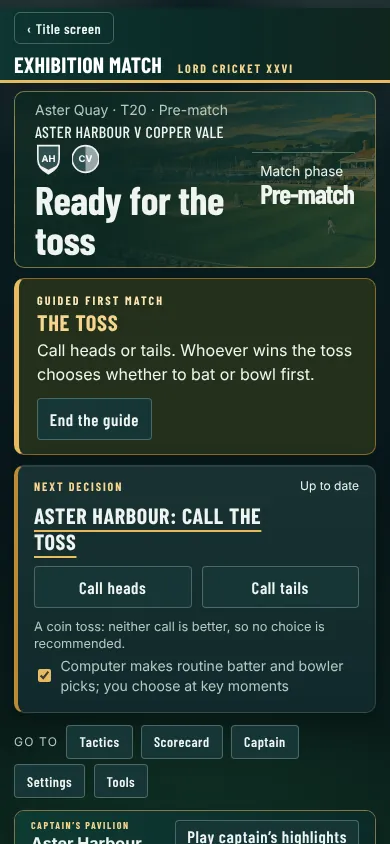 ‹ Title screen
EXHIBITION MATCH LORD CRICKET XXVI
Aster Quay · T20 · Pre-match
ASTER HARBOUR V COPPER VALE
AH CV
Ready for the
toss
Match phase
Pre-match
GUIDED FIRST MATCH
THE TOSS
Call heads or tails. Whoever wins the toss
chooses whether to bat or bowl first.
End the guide
NEXT DECISION Up to date
ASTER HARBOUR: CALL THE
TOSS
Call heads Call tails
A coin toss: neither call is better, so no choice is
recommended.
Computer makes routine batter and bowler
picks; you choose at key moments
GO TO Tactics Scorecard Captain
Settings Tools
CAPTAIN'S PAVILION
Aster Harbour Play captain's highlights